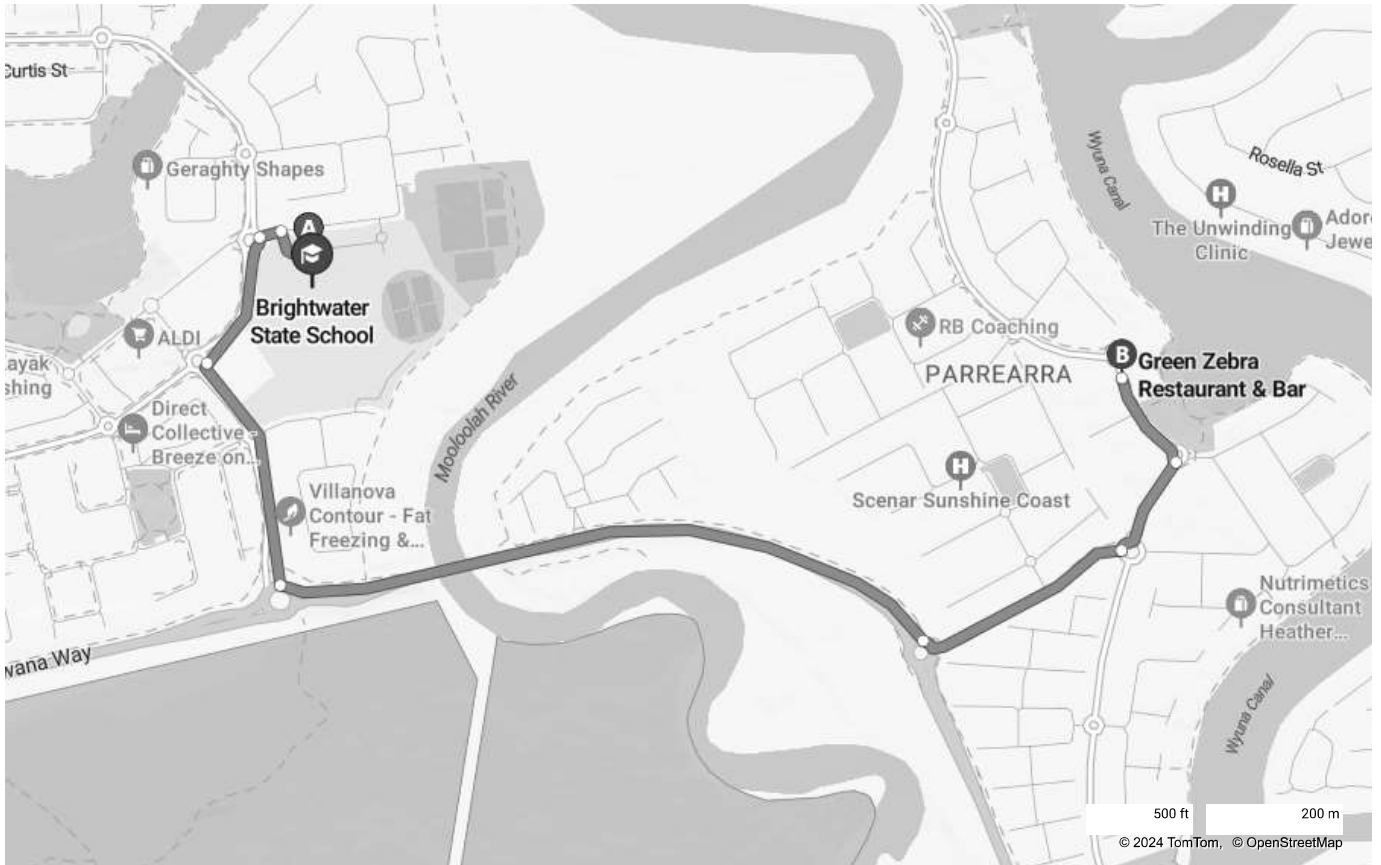 Curtis St
Geraghty Shapes
A
Brightwater
State School
ALDI
ayak
shing
Direct
Collective -
Breeze on...
Villanova
Contour - Fat
Freezing &...
wana Way
Mooloolah River
Wyuna Canal
Rosella St
H
The Unwinding
Clinic
Ador
Jewe
RB Coaching
PARREARRA
B
Green Zebra
Restaurant & Bar
H
Scenar Sunshine Coast
Nutrimetics
Consultant
Heather...
Wyuna Canal
500 ft
200 m
© 2024 TomTom, © OpenStreetMap